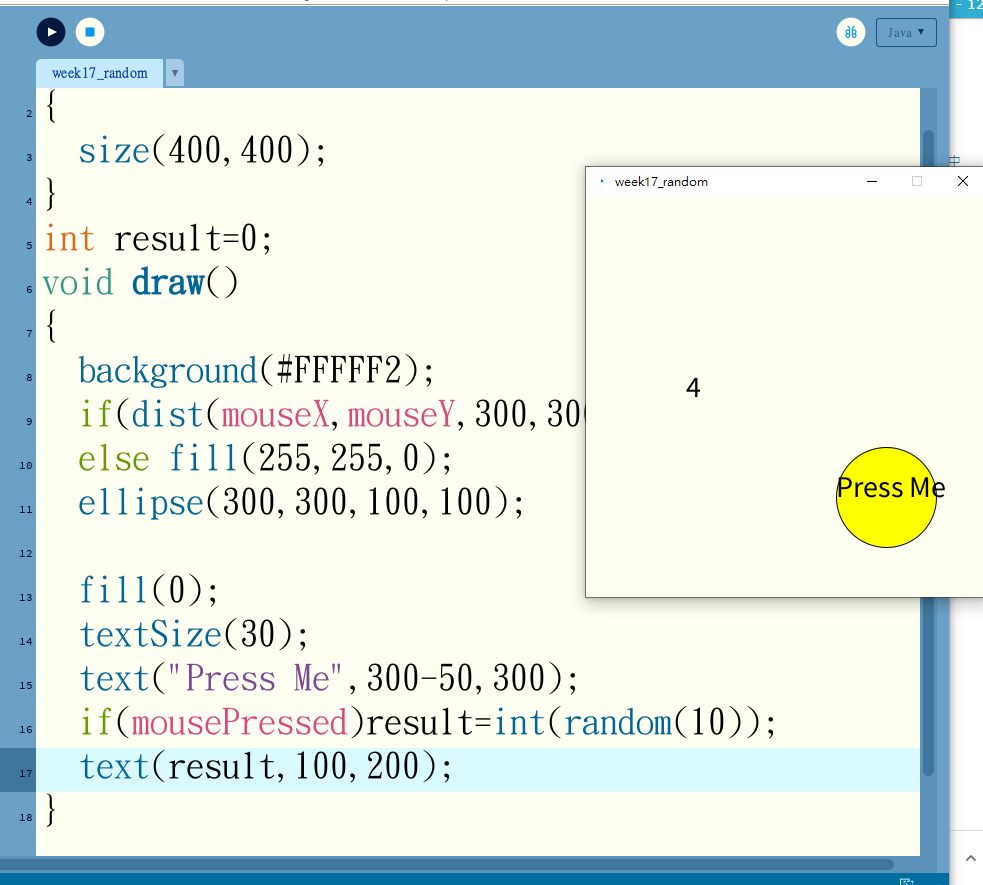 - 12
Java ▼
week17_random ▼
2 {
3 size(400,400);
4 }
5 int result=0;
6 void draw()
7 {
8 background(#FFFFF2);
9 if(dist(mouseX,mouseY,300,300
10 else fill(255,255,0);
11 ellipse(300,300,100,100);
12
13 fill(0);
14 textSize(30);
15 text("Press Me",300-50,300);
16 if(mousePressed)result=int(random(10));
17 text(result,100,200);
18 }
中
week17_random
4
Press Me